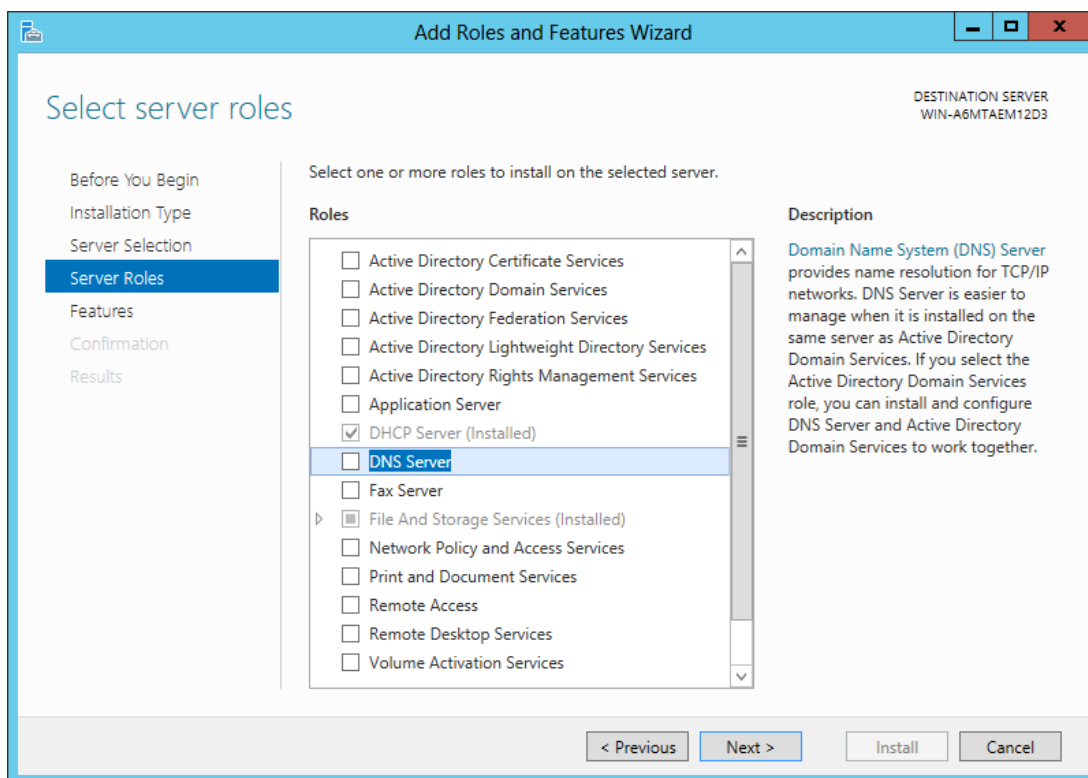 Add Roles and Features Wizard
Select server roles
DESTINATION SERVER
WIN-A6MTAEM12D3
Before You Begin
Installation Type
Server Selection
Server Roles
Features
Confirmation
Results
Select one or more roles to install on the selected server.
Roles
Active Directory Certificate Services
Active Directory Domain Services
Active Directory Federation Services
Active Directory Lightweight Directory Services
Active Directory Rights Management Services
Application Server
DHCP Server (Installed)
DNS Server
Fax Server
File And Storage Services (Installed)
Network Policy and Access Services
Print and Document Services
Remote Access
Remote Desktop Services
Volume Activation Services
Description
Domain Name System (DNS) Server
provides name resolution for TCP/IP
networks. DNS Server is easier to
manage when it is installed on the
same server as Active Directory
Domain Services. If you select the
Active Directory Domain Services
role, you can install and configure
DNS Server and Active Directory
Domain Services to work together.
< Previous
Next >
Install
Cancel